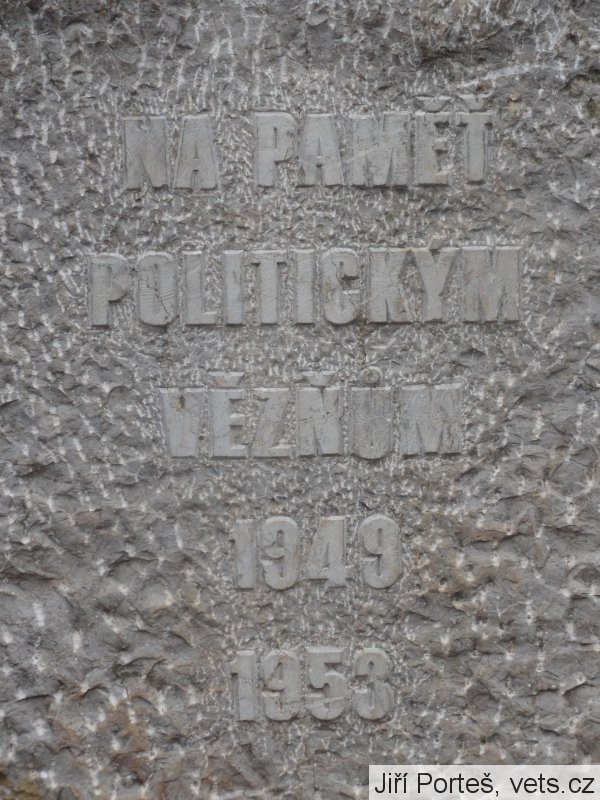 NA PAMĚŤ
POLITICKÝM
VĚZŇŮM
1949
1953
Jiří Porteš, vets.cz